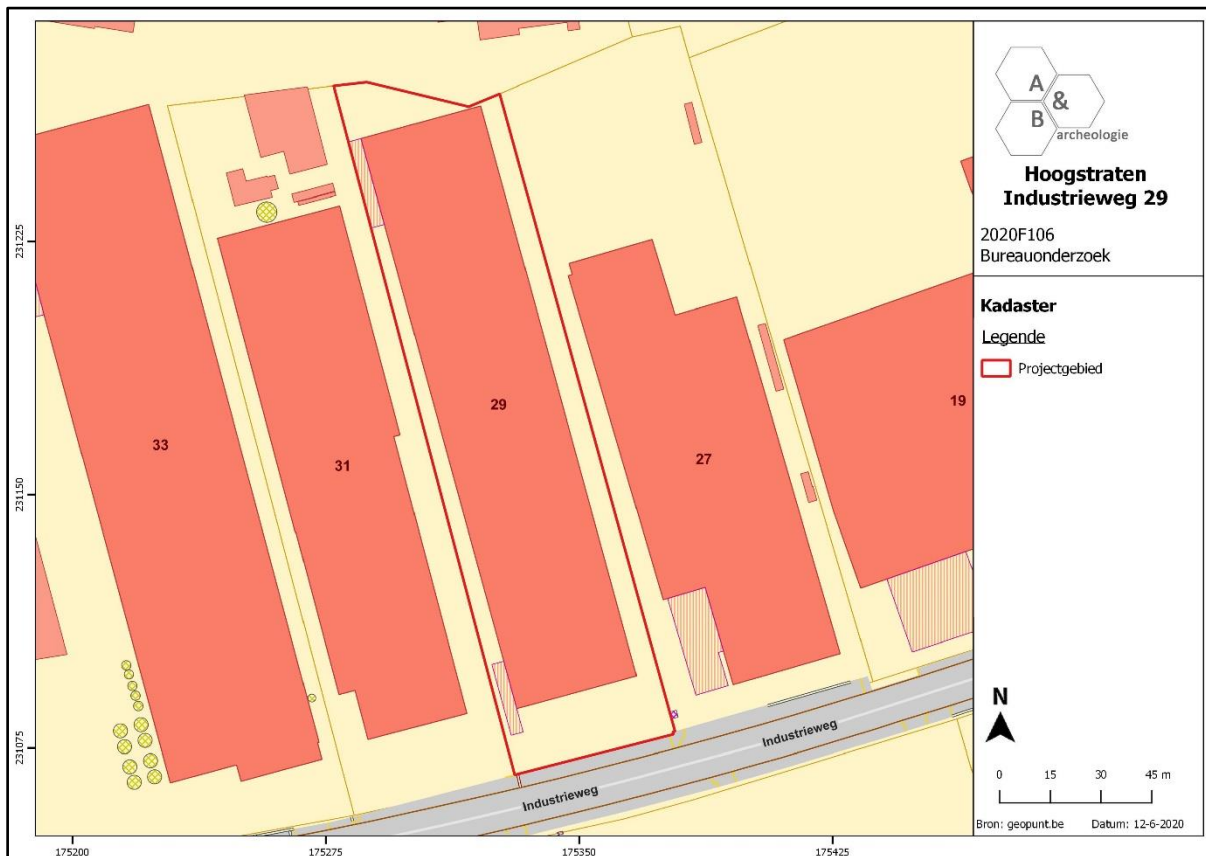 33
31
29
27
19
Industrieweg
Industrieweg
231225
231150
231075
175200
175275
175350
175425
A
&
B
archeologie
Hoogstraten
Industrieweg 29
2020F106
Bureauonderzoek
Kadaster
Legende
Projectgebied
N
0 15 30 45 m
Bron: geopunt.be Datum: 12-6-2020